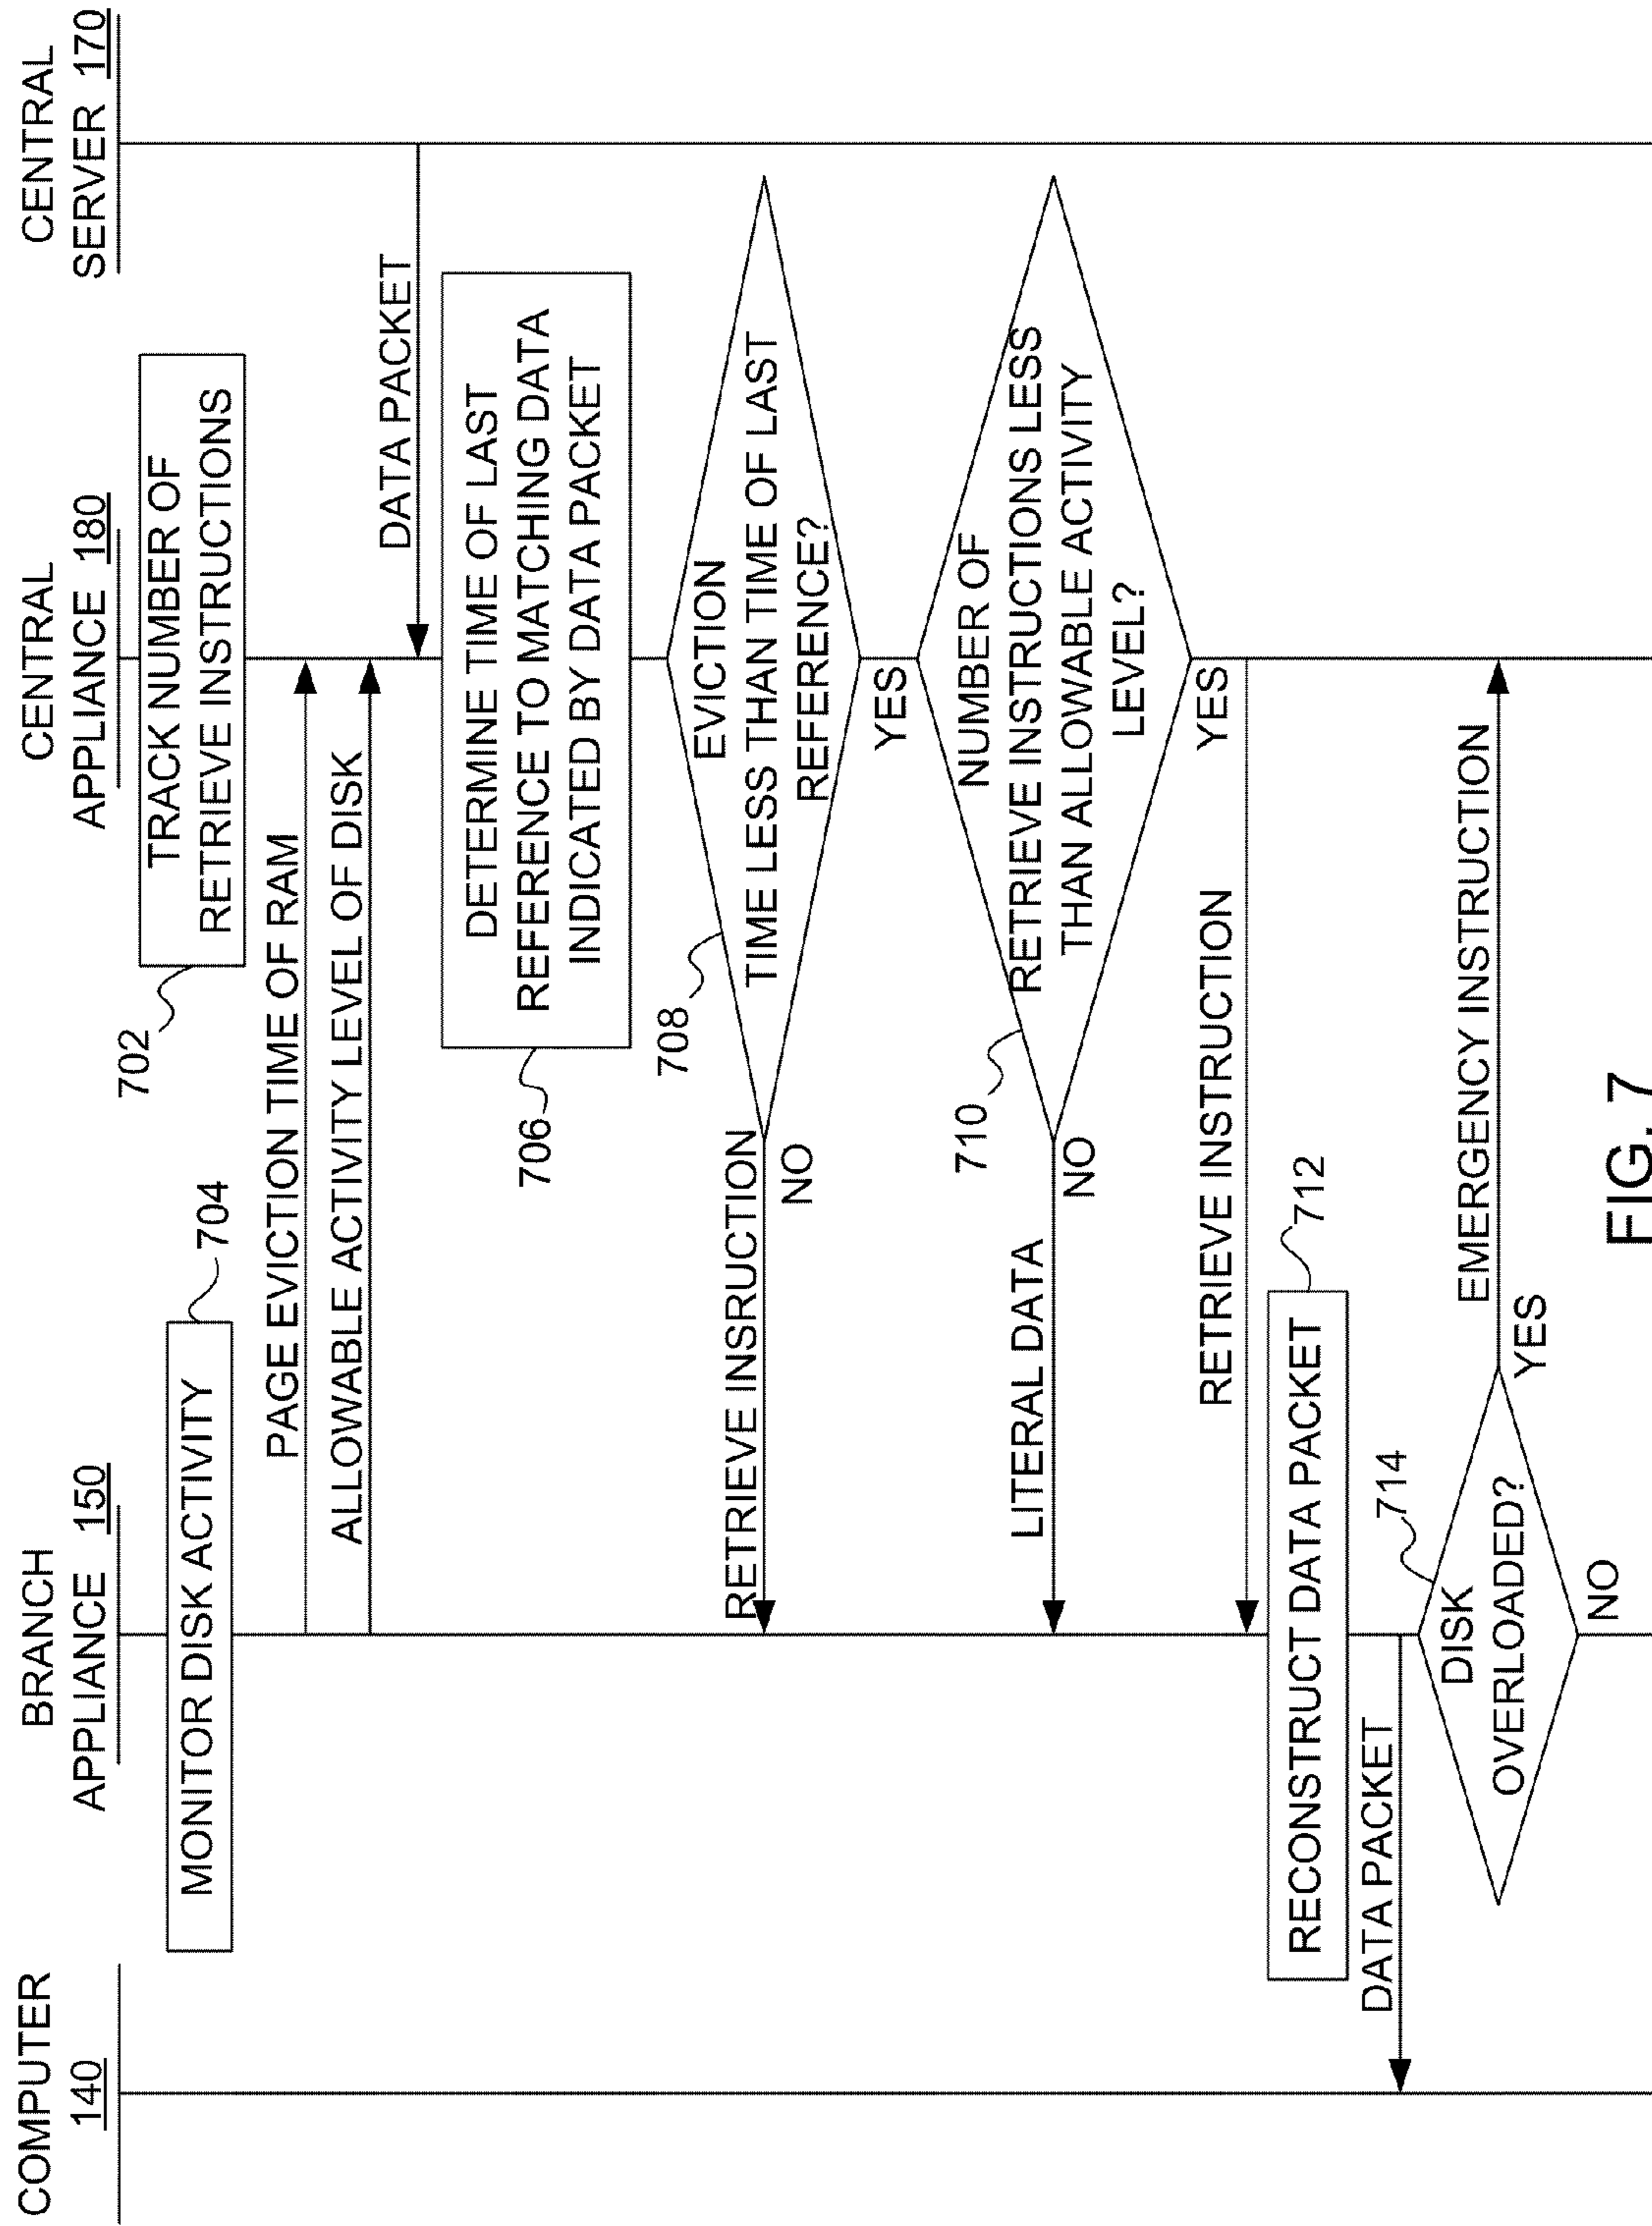 COMPUTER
140
BRANCH
APPLIANCE 150
CENTRAL
APPLIANCE 180
CENTRAL
SERVER 170
TRACK NUMBER OF
RETRIEVE INSTRUCTIONS
702
MONITOR DISK ACTIVITY
704
PAGE EVICTION TIME OF RAM
ALLOWABLE ACTIVITY LEVEL OF DISK
DATA PACKET
DETERMINE TIME OF LAST
REFERENCE TO MATCHING DATA
INDICATED BY DATA PACKET
706
708
EVICTION
TIME LESS THAN TIME OF LAST
REFERENCE?
RETRIEVE INSRUCTION
NO
YES
710
NUMBER OF
RETRIEVE INSTRUCTIONS LESS
THAN ALLOWABLE ACTIVITY
LEVEL?
LITERAL DATA
NO
YES
RETRIEVE INSTRUCTION
RECONSTRUCT DATA PACKET
712
DATA PACKET
714
DISK
OVERLOADED?
EMERGENCY INSTRUCTION
YES
NO
FIG. 7